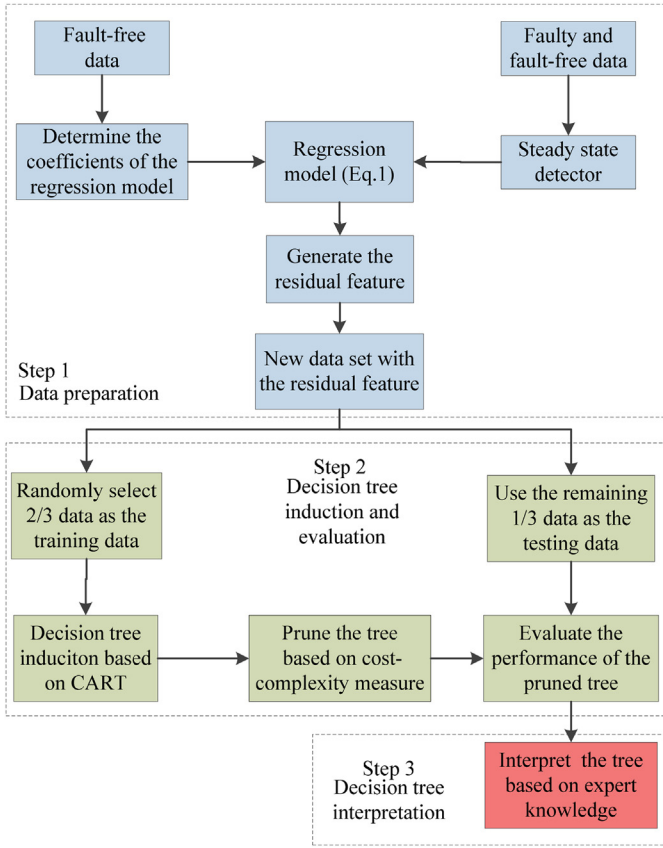 Fault-free
data
Faulty and
fault-free data
Determine the
coefficients of the
regression model
Regression
model (Eq.1)
Steady state
detector
Generate the
residual feature
New data set with
the residual feature
Step 1
Data preparation
Step 2
Decision tree
induction and
evaluation
Randomly select
2/3 data as the
training data
Use the remaining
1/3 data as the
testing data
Decision tree
induciton based
on CART
Prune the tree
based on cost-
complexity measure
Evaluate the
performance of the
pruned tree
Step 3
Decision tree
interpretation
Interpret the tree
based on expert
knowledge